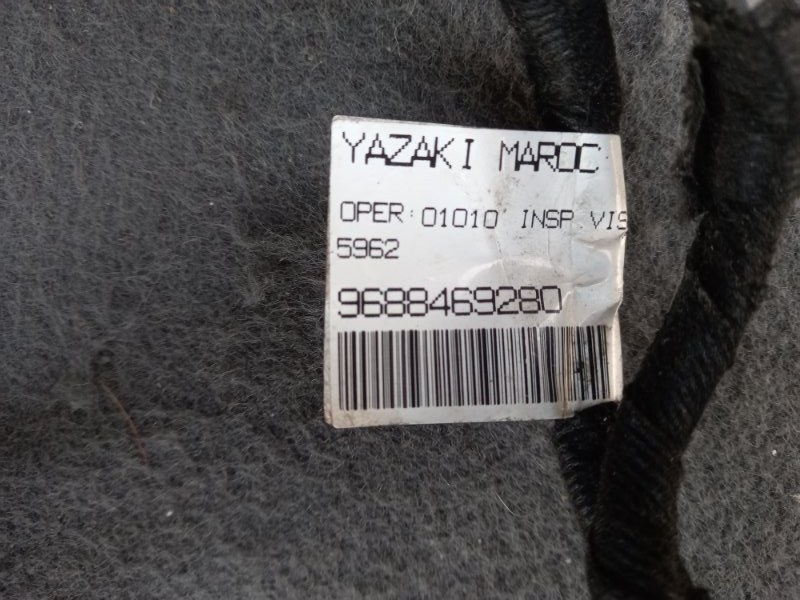 YAZAKI MAROC
OPER: 01010 INSP.VIS
5962
9688469280